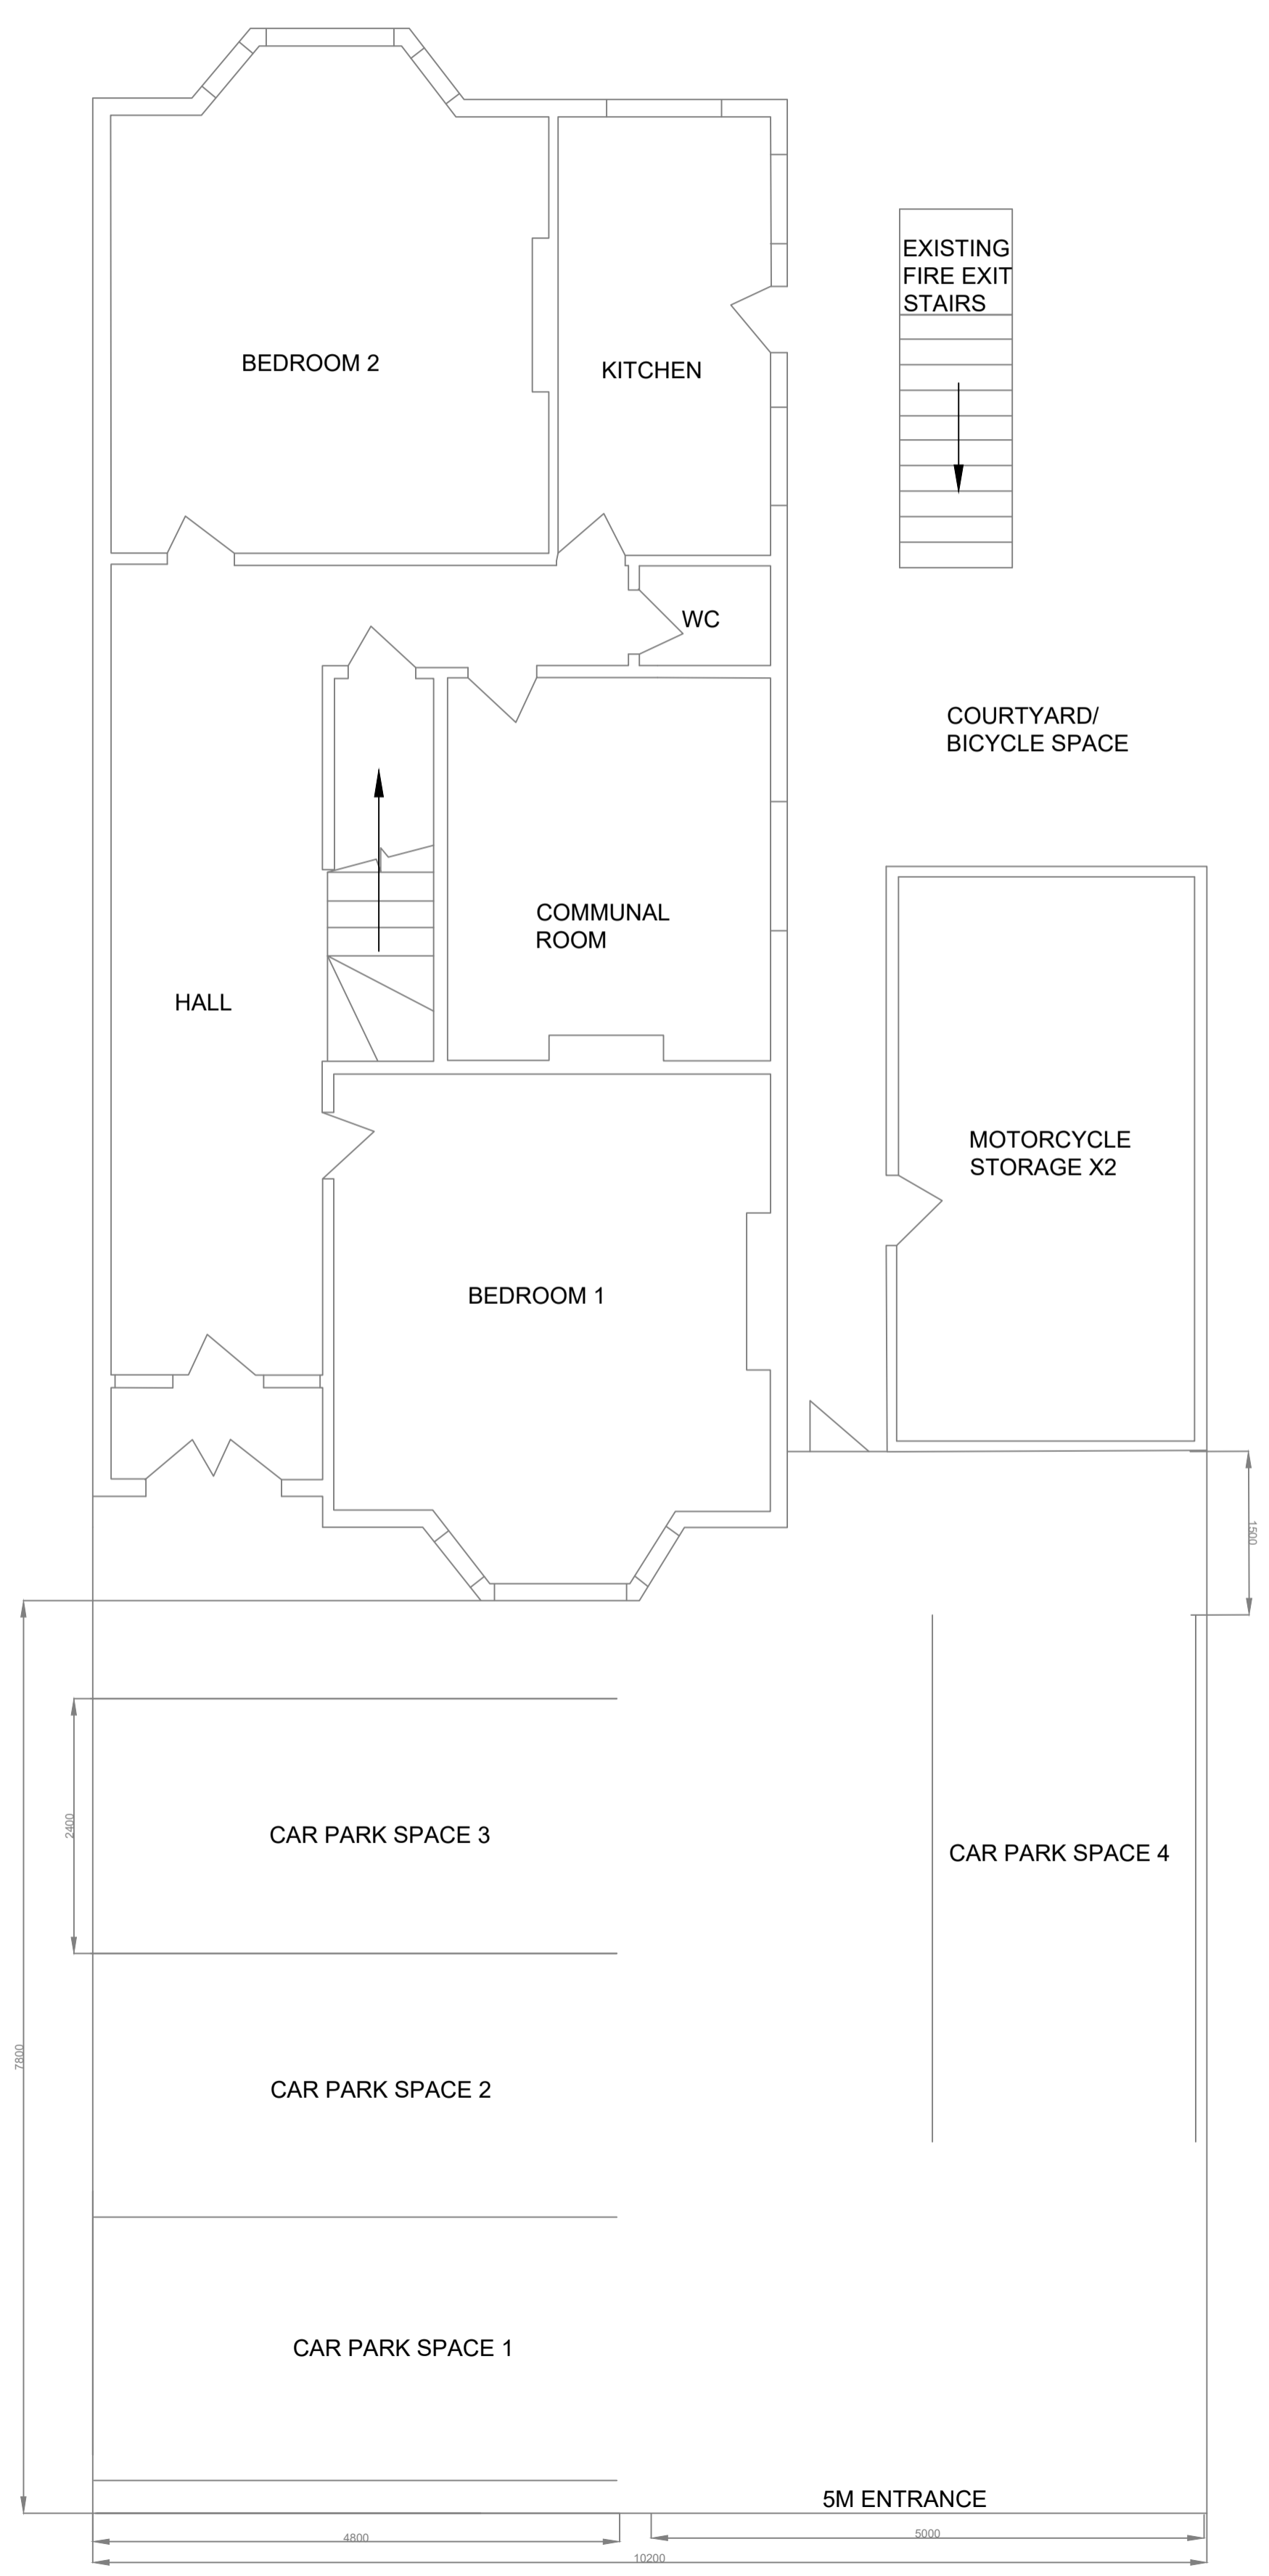 EXISTING
FIRE EXIT
STAIRS
BEDROOM 2
KITCHEN
WC
COURTYARD/
BICYCLE SPACE
COMMUNAL
ROOM
HALL
MOTORCYCLE
STORAGE X2
BEDROOM 1
1500
2400
CAR PARK SPACE 3
CAR PARK SPACE 4
7800
CAR PARK SPACE 2
CAR PARK SPACE 1
5M ENTRANCE
4800
5000
10200